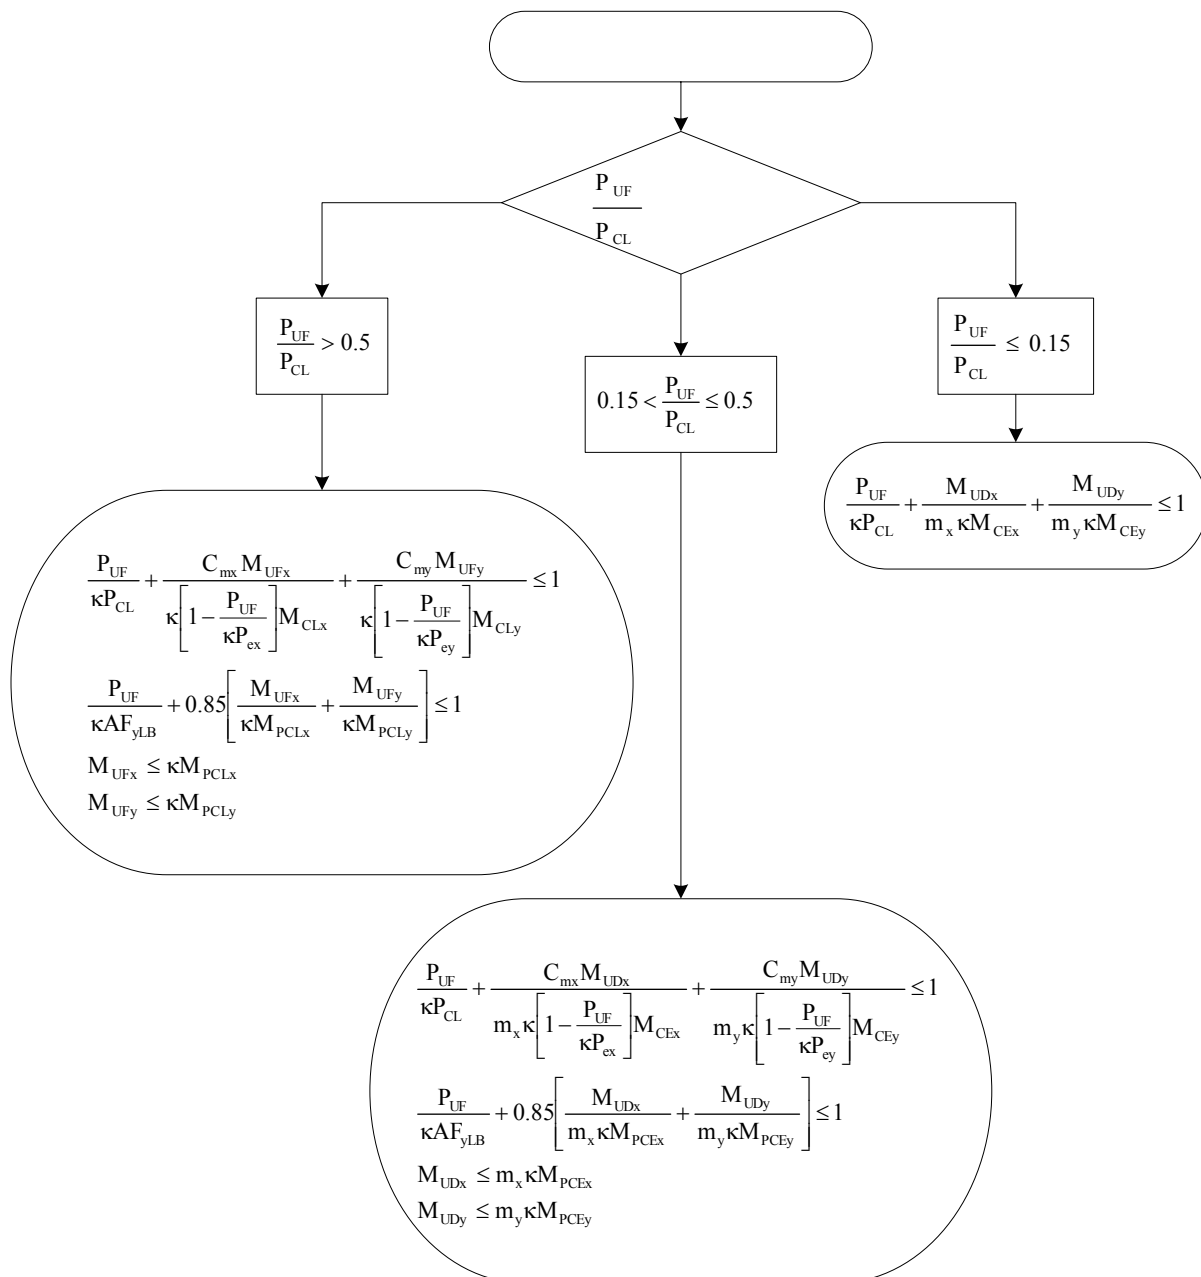 P_UF / P_CL
P_UF / P_CL > 0.5
0.15 < P_UF / P_CL ≤ 0.5
P_UF / P_CL ≤ 0.15
P_UF / κP_CL + M_UDx / m_x κM_CEx + M_UDy / m_y κM_CEy ≤ 1
P_UF / κP_CL + C_mx M_UFx / κ[1 − P_UF / κP_ex] M_CLx + C_my M_UFy / κ[1 − P_UF / κP_ey] M_CLy ≤ 1
P_UF / κAF_yLB + 0.85[M_UFx / κM_PCLx + M_UFy / κM_PCLy] ≤ 1
M_UFx ≤ κM_PCLx
M_UFy ≤ κM_PCLy
P_UF / κP_CL + C_mx M_UDx / m_x κ[1 − P_UF / κP_ex] M_CEx + C_my M_UDy / m_y κ[1 − P_UF / κP_ey] M_CEy ≤ 1
P_UF / κAF_yLB + 0.85[M_UDx / m_x κM_PCEx + M_UDy / m_y κM_PCEy] ≤ 1
M_UDx ≤ m_x κM_PCEx
M_UDy ≤ m_y κM_PCEy